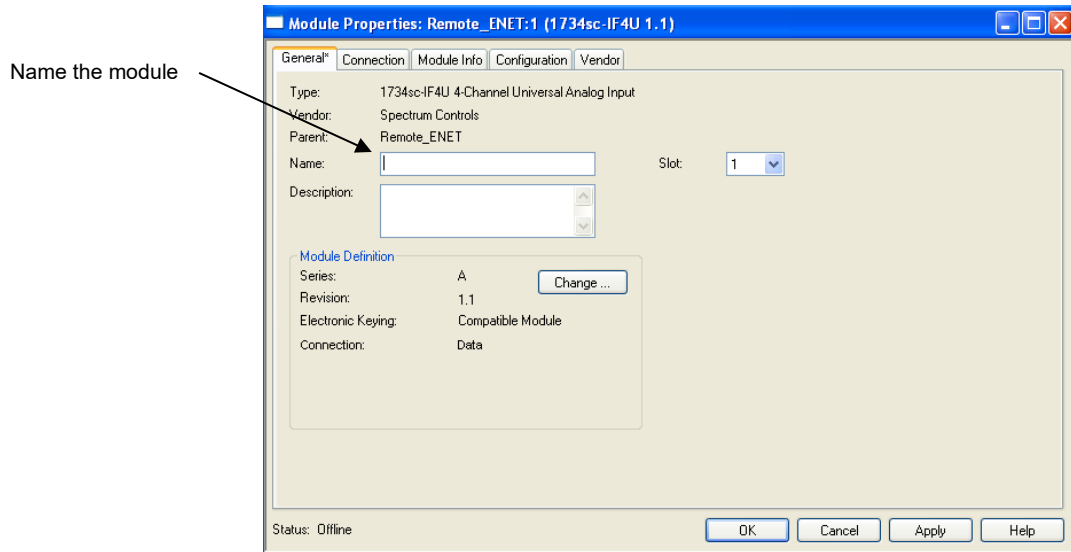 Module Properties: Remote_ENET:1 (1734sc-IF4U 1.1)
General* Connection Module Info Configuration Vendor
Name the module
Type: 1734sc-IF4U 4-Channel Universal Analog Input
Vendor: Spectrum Controls
Parent: Remote_ENET
Name: Slot: 1
Description:
Module Definition
Series: A Change ...
Revision: 1.1
Electronic Keying: Compatible Module
Connection: Data
Status: Offline OK Cancel Apply Help